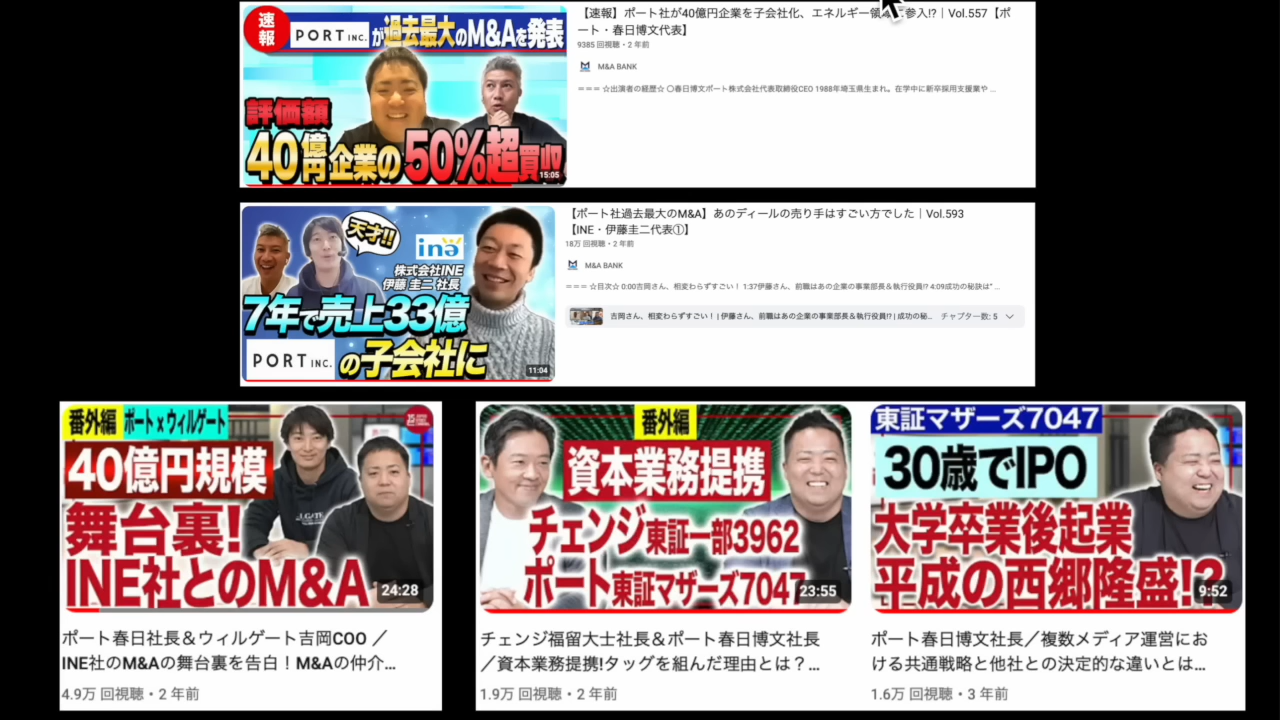 速報
PORT INC.が過去最大のM&Aを発表
評価額
40億円企業の50%超買収
15:05
【速報】ポート社が40億円企業を子会社化、エネルギー領 参入!?｜Vol.557【ポ
ート・春日博文代表】
9385 回視聴・2 年前
M&A BANK
＝＝＝ ☆出演者の経歴☆ 〇春日博文ポート株式会社代表取締役CEO 1988年埼玉県生まれ。在学中に新卒採用支援業や ...
天才!!
ine
株式会社INE
伊藤 圭二 社長
7年で売上33億
PORT INC.の子会社に
11:04
【ポート社過去最大のM&A】あのディールの売り手はすごい方でした｜Vol.593
【INE・伊藤圭二代表①】
18万 回視聴・2 年前
M&A BANK
＝＝＝ ☆目次☆ 0:00吉岡さん、相変わらずすごい！ 1:37伊藤さん、前職はあの企業の事業部長＆執行役員!? 4:09成功の秘訣は" ...
吉岡さん、相変わらずすごい！ | 伊藤さん、前職はあの企業の事業部長＆執行役員!? | 成功の秘... チャプター数: 5
番外編 ポート x ウィルゲート
40億円規模
舞台裏!
INE社とのM&A
24:28
ポート春日社長＆ウィルゲート吉岡COO ／
INE社のM&Aの舞台裏を告白！M&Aの仲介...
4.9万 回視聴・2 年前
番外編
資本業務提携
チェンジ東証一部3962
ポート東証マザーズ7047
23:55
チェンジ福留大士社長＆ポート春日博文社長
／資本業務提携!タッグを組んだ理由とは？...
1.9万 回視聴・2 年前
東証マザーズ7047
30歳でIPO
大学卒業後起業
平成の西郷隆盛!?
9:52
ポート春日博文社長／複数メディア運営にお
ける共通戦略と他社との決定的な違いとは...
1.6万 回視聴・3 年前